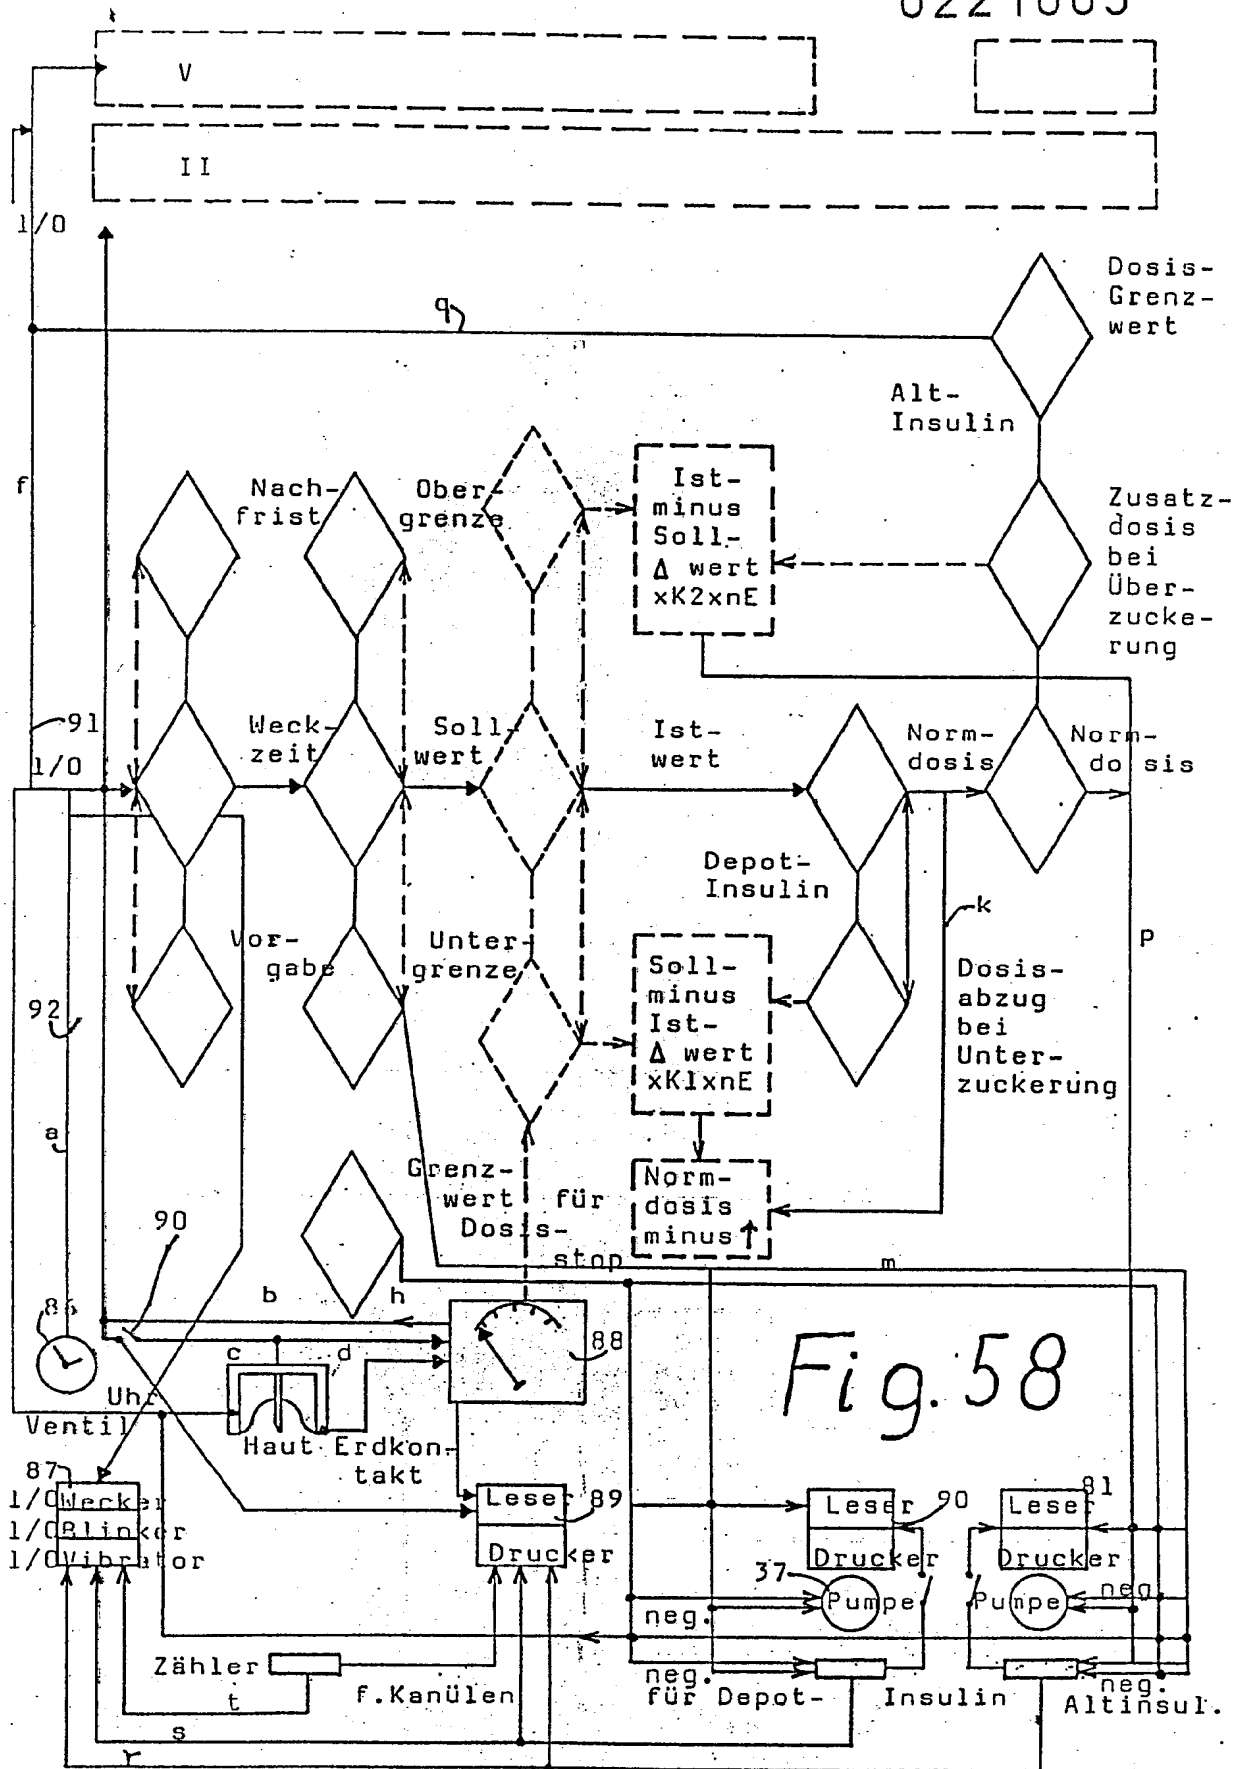 0221005
V
II
1/0
q
Dosis-
Grenz-
wert
Alt-
Insulin
f
Nach-
frist
Ober-
grenze
Ist-
minus
Soll-
Δ wert
xK2xnE
Zusatz-
dosis
bei
Über-
zucke-
rung
91
1/0
Weck-
zeit
Soll-
wert
Ist-
wert
Norm-
dosis
Norm-
dosis
Depot-
Insulin
k
Vor-
gabe
Unter-
grenze
Soll-
minus
Ist-
Δ wert
xK1xnE
Dosis-
abzug
bei
Unter-
zuckerung
p
92
a
Grenz-
wert für
Dosis-
stop
Norm-
dosis
minus ↑
90
m
b
h
86
c
d
88
Fig. 58
Uhr
Ventil
Haut
Erdkon-
takt
87
1/0 Wecker
1/0 Blinker
1/0 Vibrator
Leser 89
Drucker
Leser 90
Drucker
Leser 81
Drucker
37
Pumpe
Pumpe
neg.
neg.
Zähler
f.Kanülen
t
neg.
für Depot-
Insulin
neg.
Altinsul.
s
r